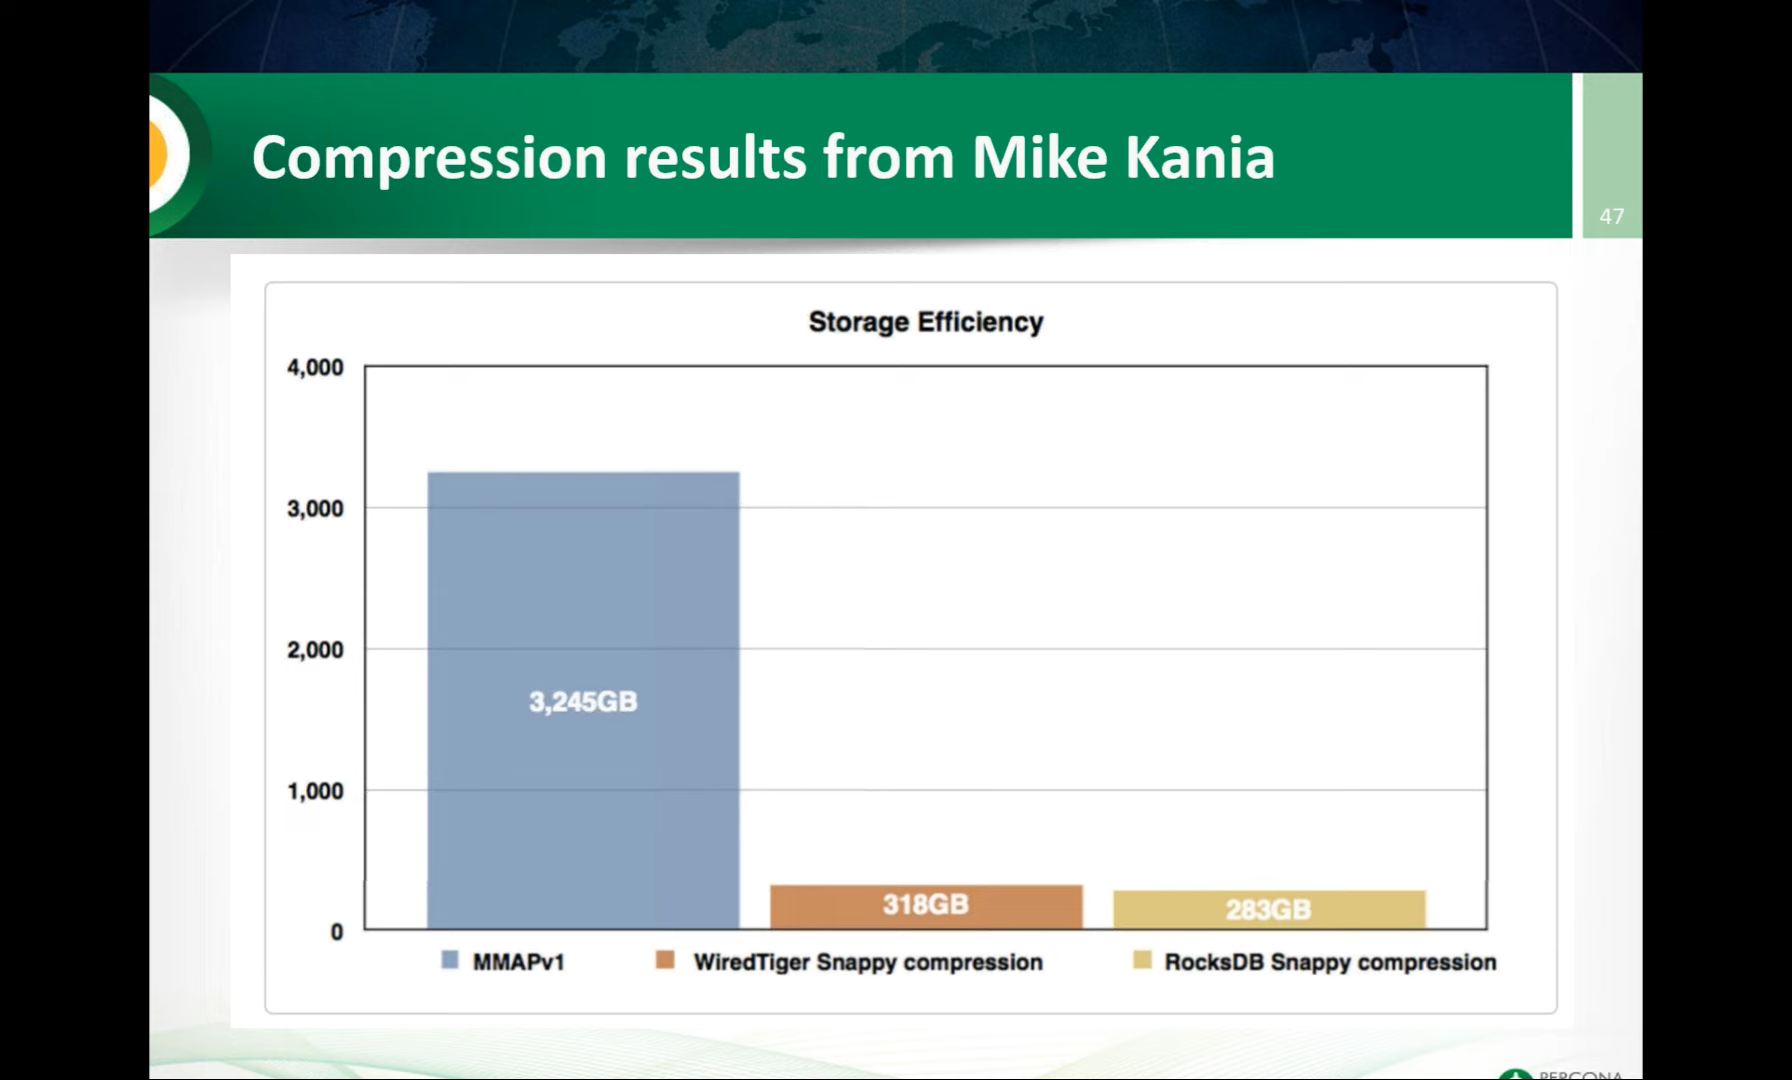 Compression results from Mike Kania
47
Storage Efficiency
4,000
3,000
2,000
1,000
0
3,245GB
318GB
283GB
MMAPv1
WiredTiger Snappy compression
RocksDB Snappy compression
PERCONA